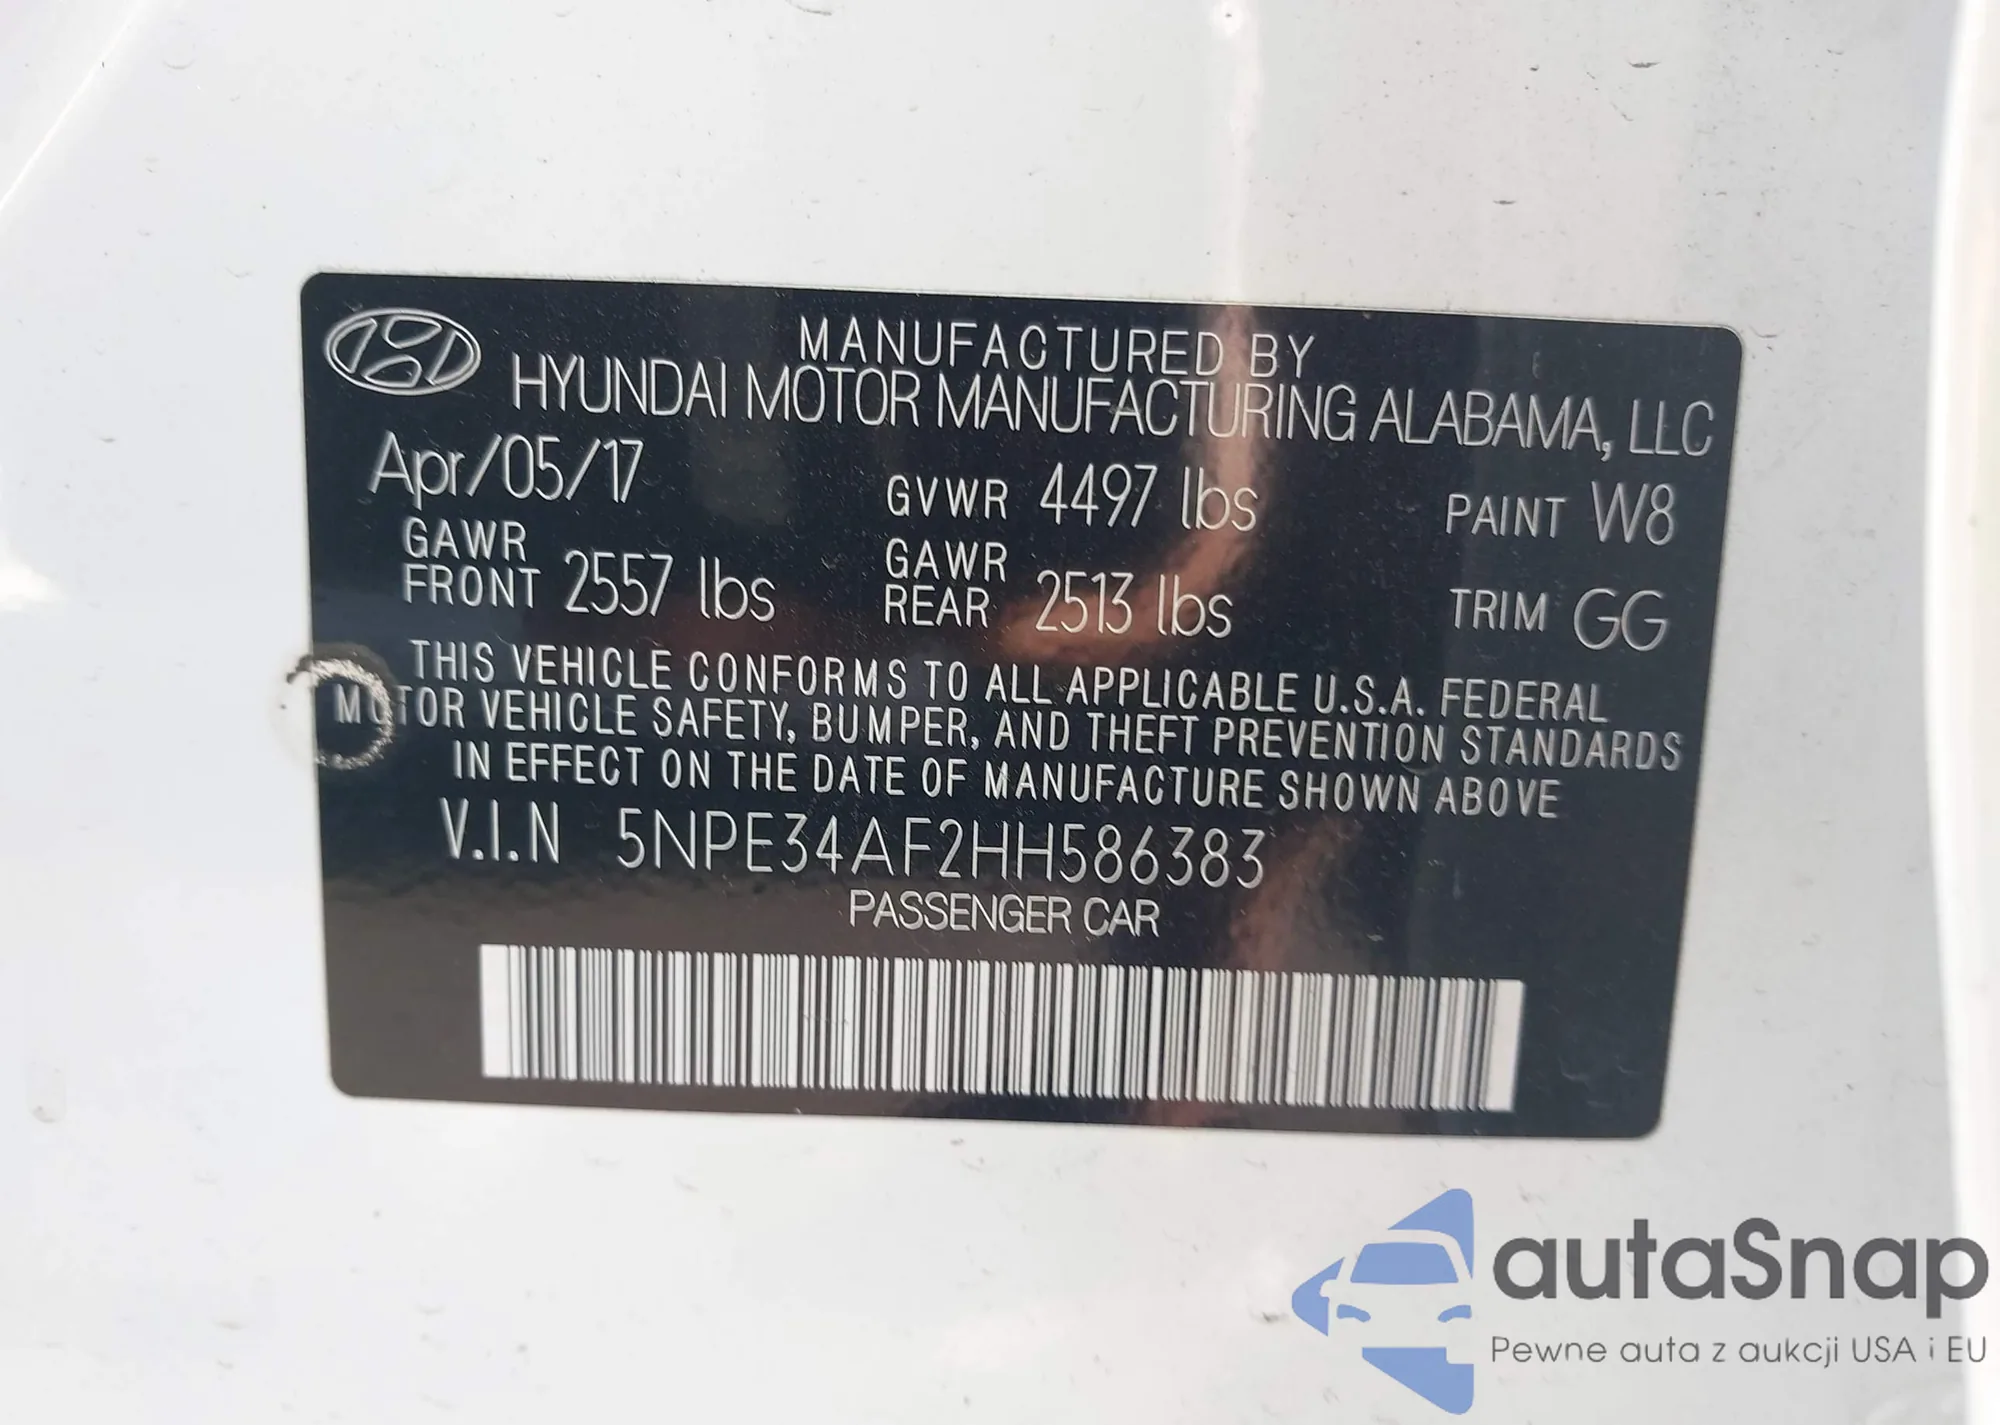 MANUFACTURED BY
HYUNDAI MOTOR MANUFACTURING ALABAMA, LLC
Apr/05/17 GVWR 4497 lbs PAINT W8
GAWR FRONT 2557 lbs GAWR REAR 2513 lbs TRIM GG
THIS VEHICLE CONFORMS TO ALL APPLICABLE U.S.A. FEDERAL
MOTOR VEHICLE SAFETY, BUMPER, AND THEFT PREVENTION STANDARDS
IN EFFECT ON THE DATE OF MANUFACTURE SHOWN ABOVE
V.I.N 5NPE34AF2HH586383
PASSENGER CAR
autaSnap
Pewne auta z aukcji USA i EU